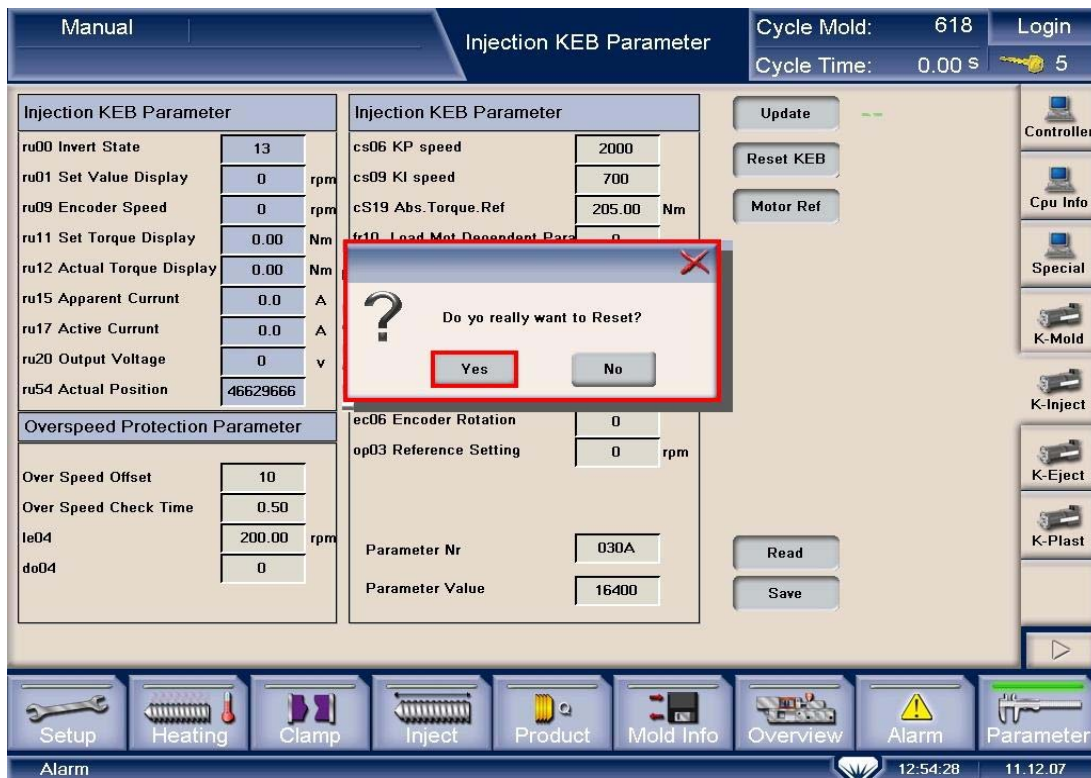 Manual
Injection KEB Parameter
Cycle Mold: 618
Login
Cycle Time: 0.00 s
5
Injection KEB Parameter
ru00 Invert State 13
ru01 Set Value Display 0 rpm
ru09 Encoder Speed 0 rpm
ru11 Set Torque Display 0.00 Nm
ru12 Actual Torque Display 0.00 Nm
ru15 Apparent Currunt 0.0 A
ru17 Active Currunt 0.0 A
ru20 Output Voltage 0 v
ru54 Actual Position 46629666
Overspeed Protection Parameter
Over Speed Offset 10
Over Speed Check Time 0.50
le04 200.00 rpm
do04 0
Injection KEB Parameter
cs06 KP speed 2000
cs09 KI speed 700
cS19 Abs.Torque.Ref 205.00 Nm
fr10 Load Mot Dependent Para 0
Do yo really want to Reset?
Yes
No
ec06 Encoder Rotation 0
op03 Reference Setting 0 rpm
Parameter Nr 030A
Parameter Value 16400
Update --
Reset KEB
Motor Ref
Read
Save
Controller
Cpu Info
Special
K-Mold
K-Inject
K-Eject
K-Plast
Setup
Heating
Clamp
Inject
Product
Mold Info
Overview
Alarm
Parameter
Alarm
12:54:28
11.12.07